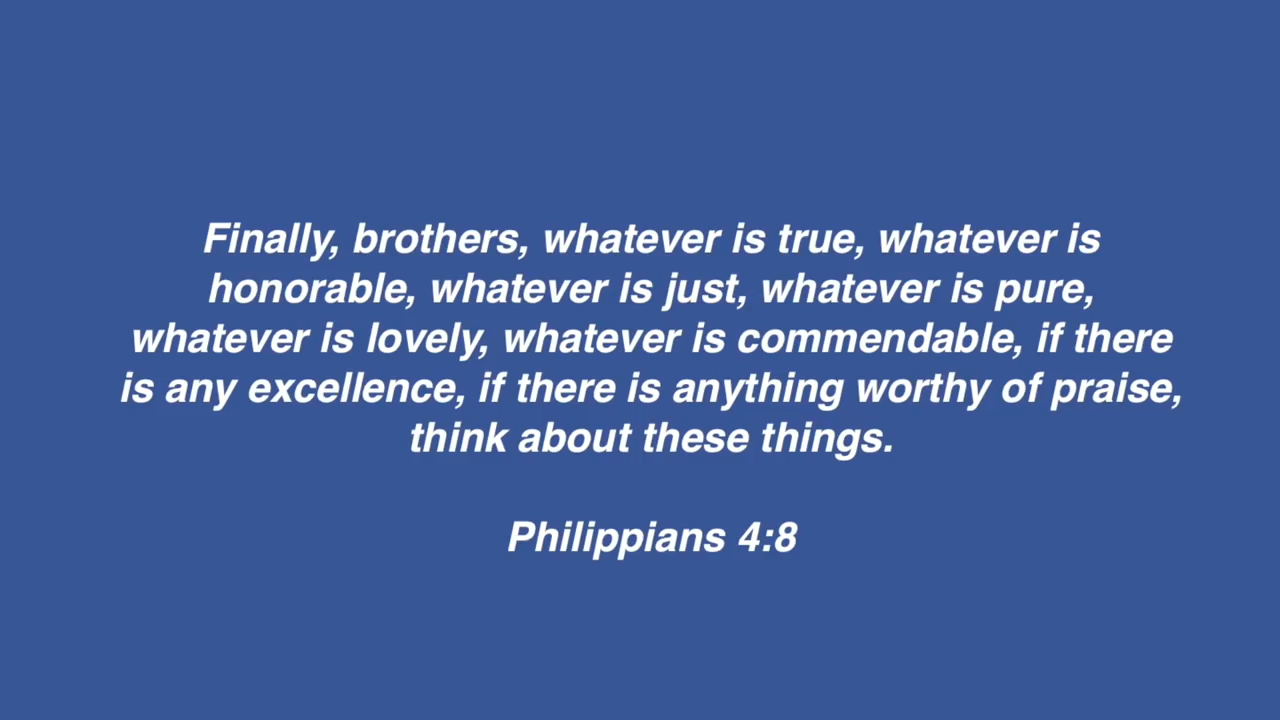 Finally, brothers, whatever is true, whatever is
honorable, whatever is just, whatever is pure,
whatever is lovely, whatever is commendable, if there
is any excellence, if there is anything worthy of praise,
think about these things.
Philippians 4:8